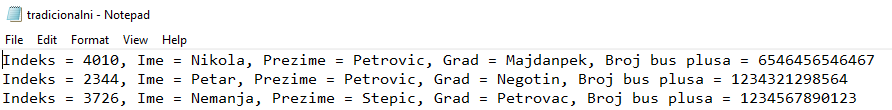 tradicionalni - Notepad
File Edit Format View Help
Indeks = 4010, Ime = Nikola, Prezime = Petrovic, Grad = Majdanpek, Broj bus plusa = 6546456546467
Indeks = 2344, Ime = Petar, Prezime = Petrovic, Grad = Negotin, Broj bus plusa = 1234321298564
Indeks = 3726, Ime = Nemanja, Prezime = Stepic, Grad = Petrovac, Broj bus plusa = 1234567890123